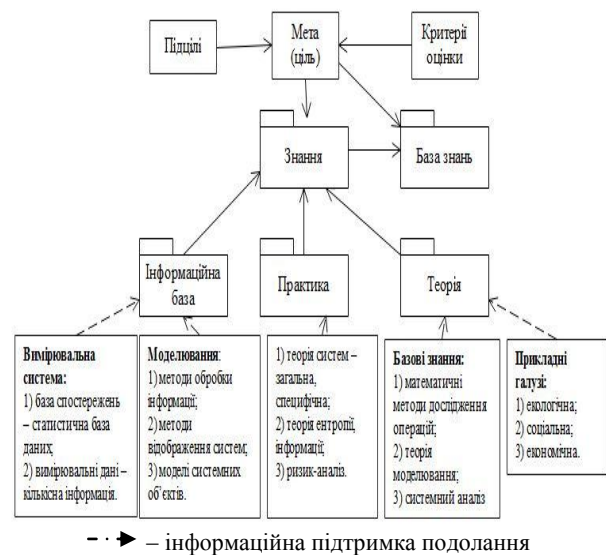 Підцілі
Мета
(ціль)
Критерії
оцінки
Знання
База знань
Інформаційна
база
Практика
Теорія
Вимірювальна
система:
1) база спостережень
– статистична база
даних;
2) вимірювальні дані –
кількісна інформація.
Моделювання:
1) методи обробки
інформації;
2) методи
відображення систем;
3) моделі системних
об’єктів.
1) теорія систем –
загальна,
специфічна;
2) теорія ентропії,
інформації;
3) ризик-аналіз.
Базові знання:
1) математичні
методи дослідження
операцій;
2) теорія
моделювання;
3) системний аналіз
Прикладні
галузі:
1) екологічна;
2) соціальна;
3) економічна.
– інформаційна підтримка подолання